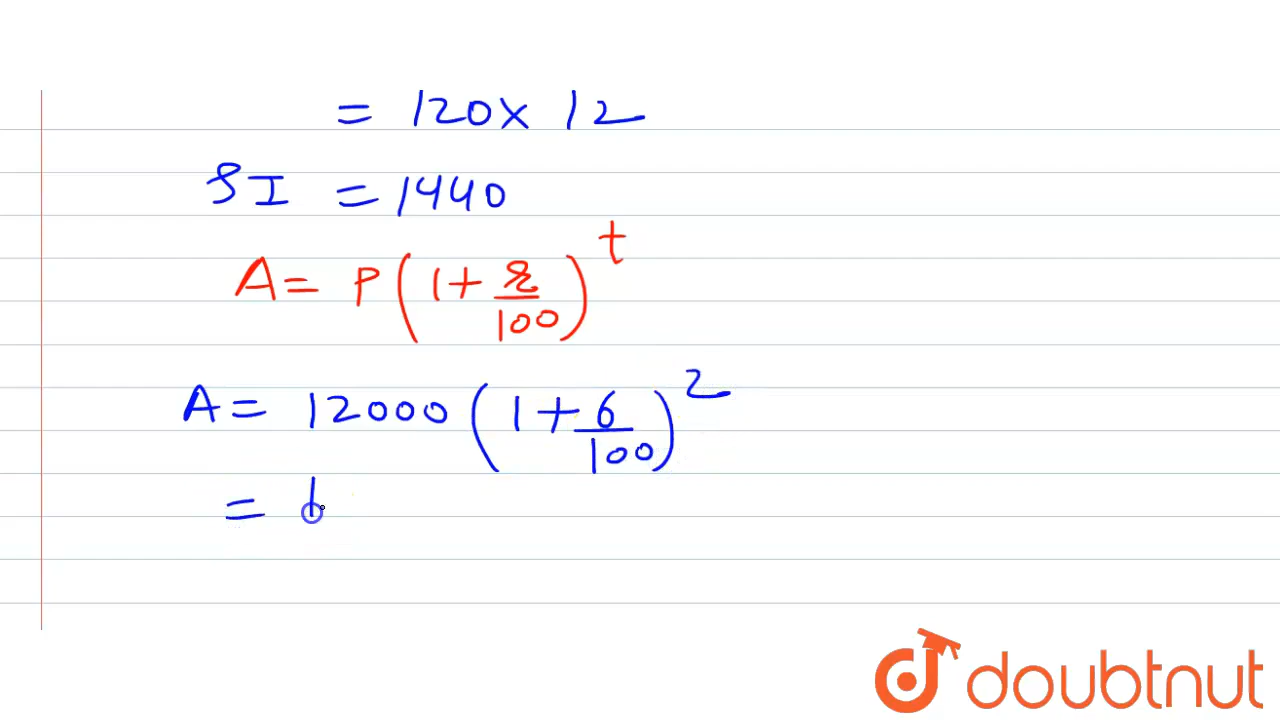 = 120 x 12
SI = 1440
A = P(1 + r/100)^t
A = 12000(1 + 6/100)^2
= 1
doubtnut